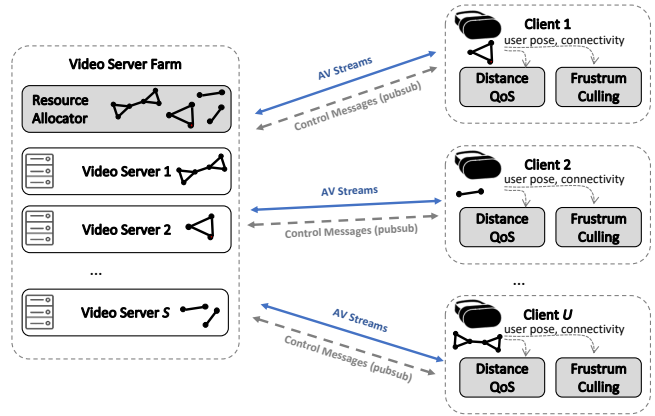 Video Server Farm
Resource
Allocator
Video Server 1
Video Server 2
...
Video Server S
AV Streams
Control Messages (pubsub)
AV Streams
Control Messages (pubsub)
AV Streams
Control Messages (pubsub)
Client 1
user pose, connectivity
Distance
QoS
Frustrum
Culling
Client 2
user pose, connectivity
Distance
QoS
Frustrum
Culling
...
Client U
user pose, connectivity
Distance
QoS
Frustrum
Culling